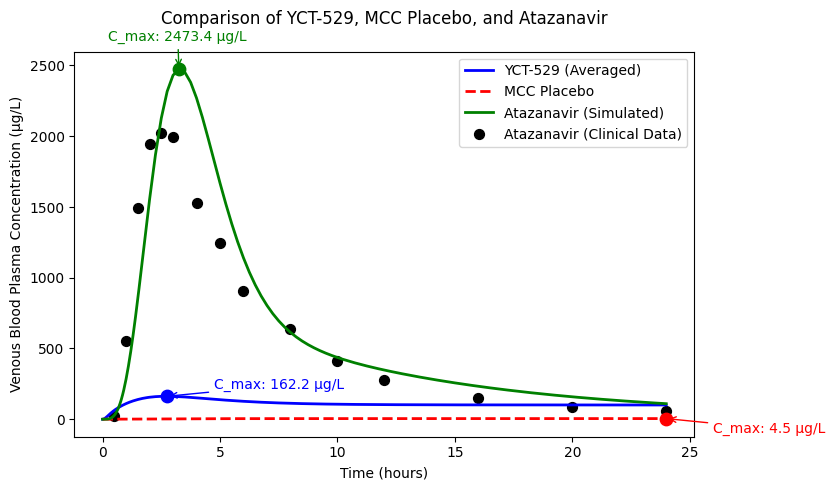 Comparison of YCT-529, MCC Placebo, and Atazanavir
C_max: 2473.4 µg/L
YCT-529 (Averaged)
MCC Placebo
Atazanavir (Simulated)
Atazanavir (Clinical Data)
Venous Blood Plasma Concentration (µg/L)
2500
2000
1500
1000
500
0
C_max: 162.2 µg/L
C_max: 4.5 µg/L
0
5
10
15
20
25
Time (hours)